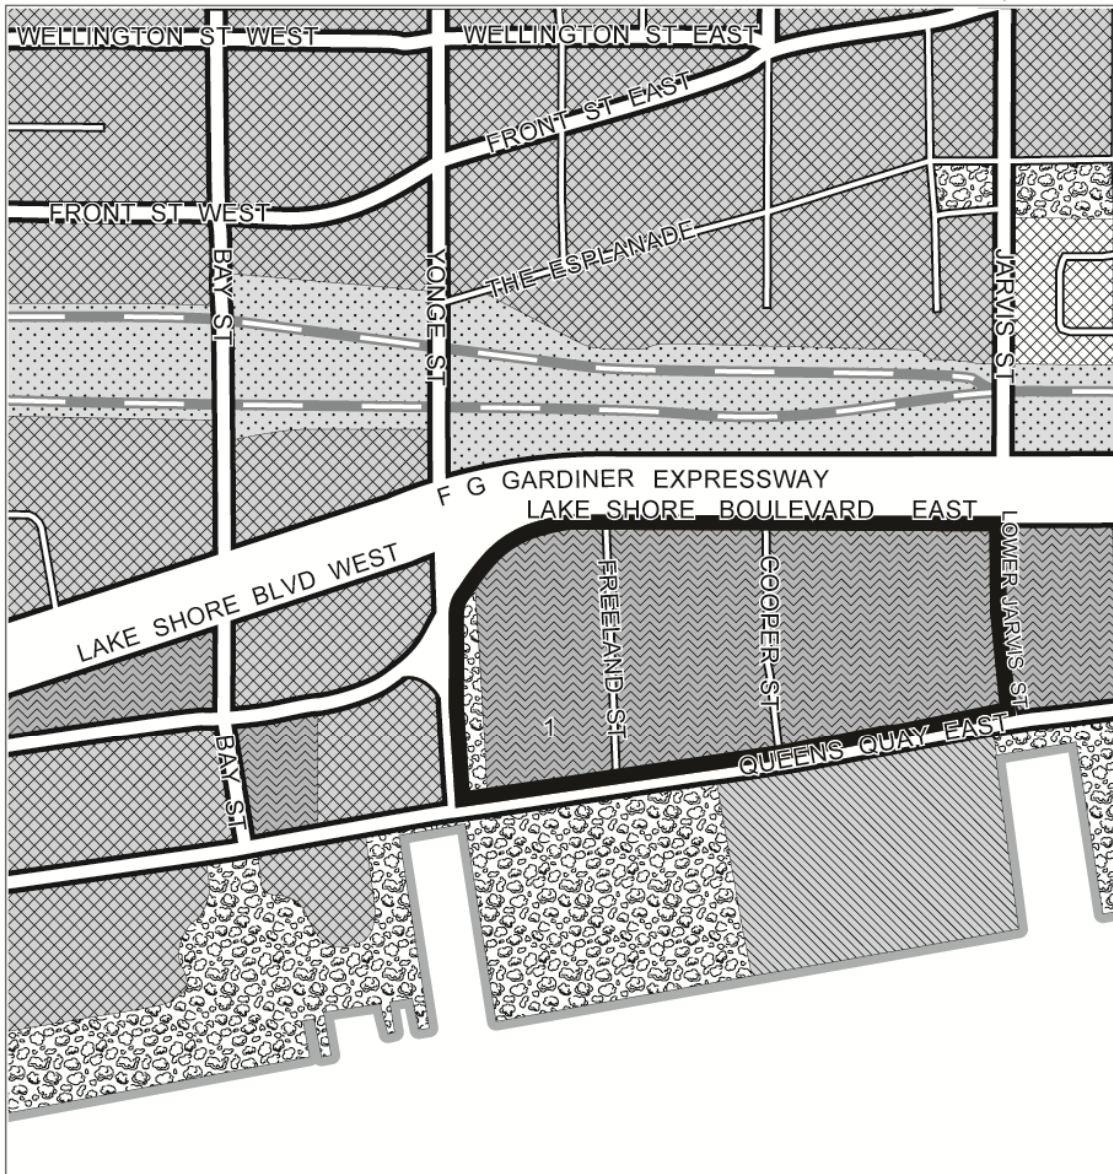 WELLINGTON ST WEST
WELLINGTON ST EAST
FRONT ST EAST
FRONT ST WEST
BAY ST
YONGE ST
THE ESPLANADE
JARVIS ST
F G GARDINER EXPRESSWAY
LAKE SHORE BOULEVARD EAST
LAKE SHORE BLVD WEST
FREELAND ST
COOPER ST
LOWER JARVIS ST
1
BAY ST
QUEENS QUAY EAST